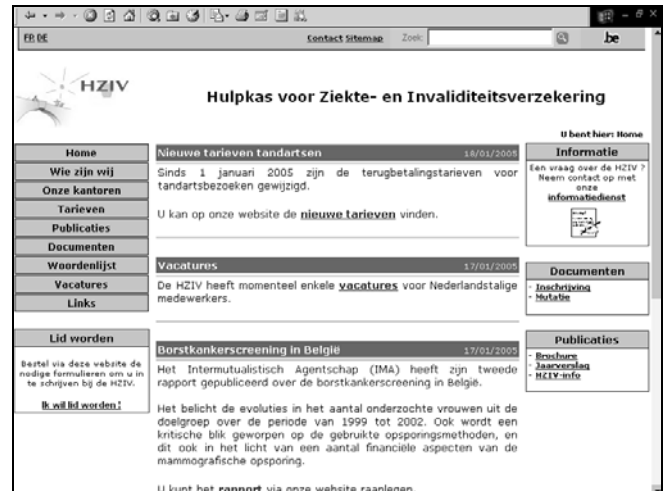 FR DE
Contact Sitemap Zoek:
.be
HZIV
Hulpkas voor Ziekte- en Invaliditeitsverzekering
U bent hier: Home
Home
Wie zijn wij
Onze kantoren
Tarieven
Publicaties
Documenten
Woordenlijst
Vacatures
Links
Lid worden
Bestel via deze website de
nodige formulieren om u in
te schrijven bij de HZIV.
Ik wil lid worden !
Nieuwe tarieven tandartsen 18/01/2005
Sinds 1 januari 2005 zijn de terugbetalingstarieven voor
tandartsbezoeken gewijzigd.
U kan op onze website de nieuwe tarieven vinden.
Vacatures 17/01/2005
De HZIV heeft momenteel enkele vacatures voor Nederlandstalige
medewerkers.
Borstkankerscreening in België 17/01/2005
Het Intermutualistisch Agentschap (IMA) heeft zijn tweede
rapport gepubliceerd over de borstkankerscreening in België.
Het belicht de evoluties in het aantal onderzochte vrouwen uit de
doelgroep over de periode van 1999 tot 2002. Ook wordt een
kritische blik geworpen op de gebruikte opsporingsmethoden, en
dit ook in het licht van een aantal financiële aspecten van de
mammografische opsporing.
U kunt het rapport via onze website raaplegen.
Informatie
Een vraag over de HZIV ?
Neem contact op met
onze
informatiedienst
Documenten
- Inschrijving
- Mutatie
Publicaties
- Brochure
- Jaarverslag
- HZIV-info